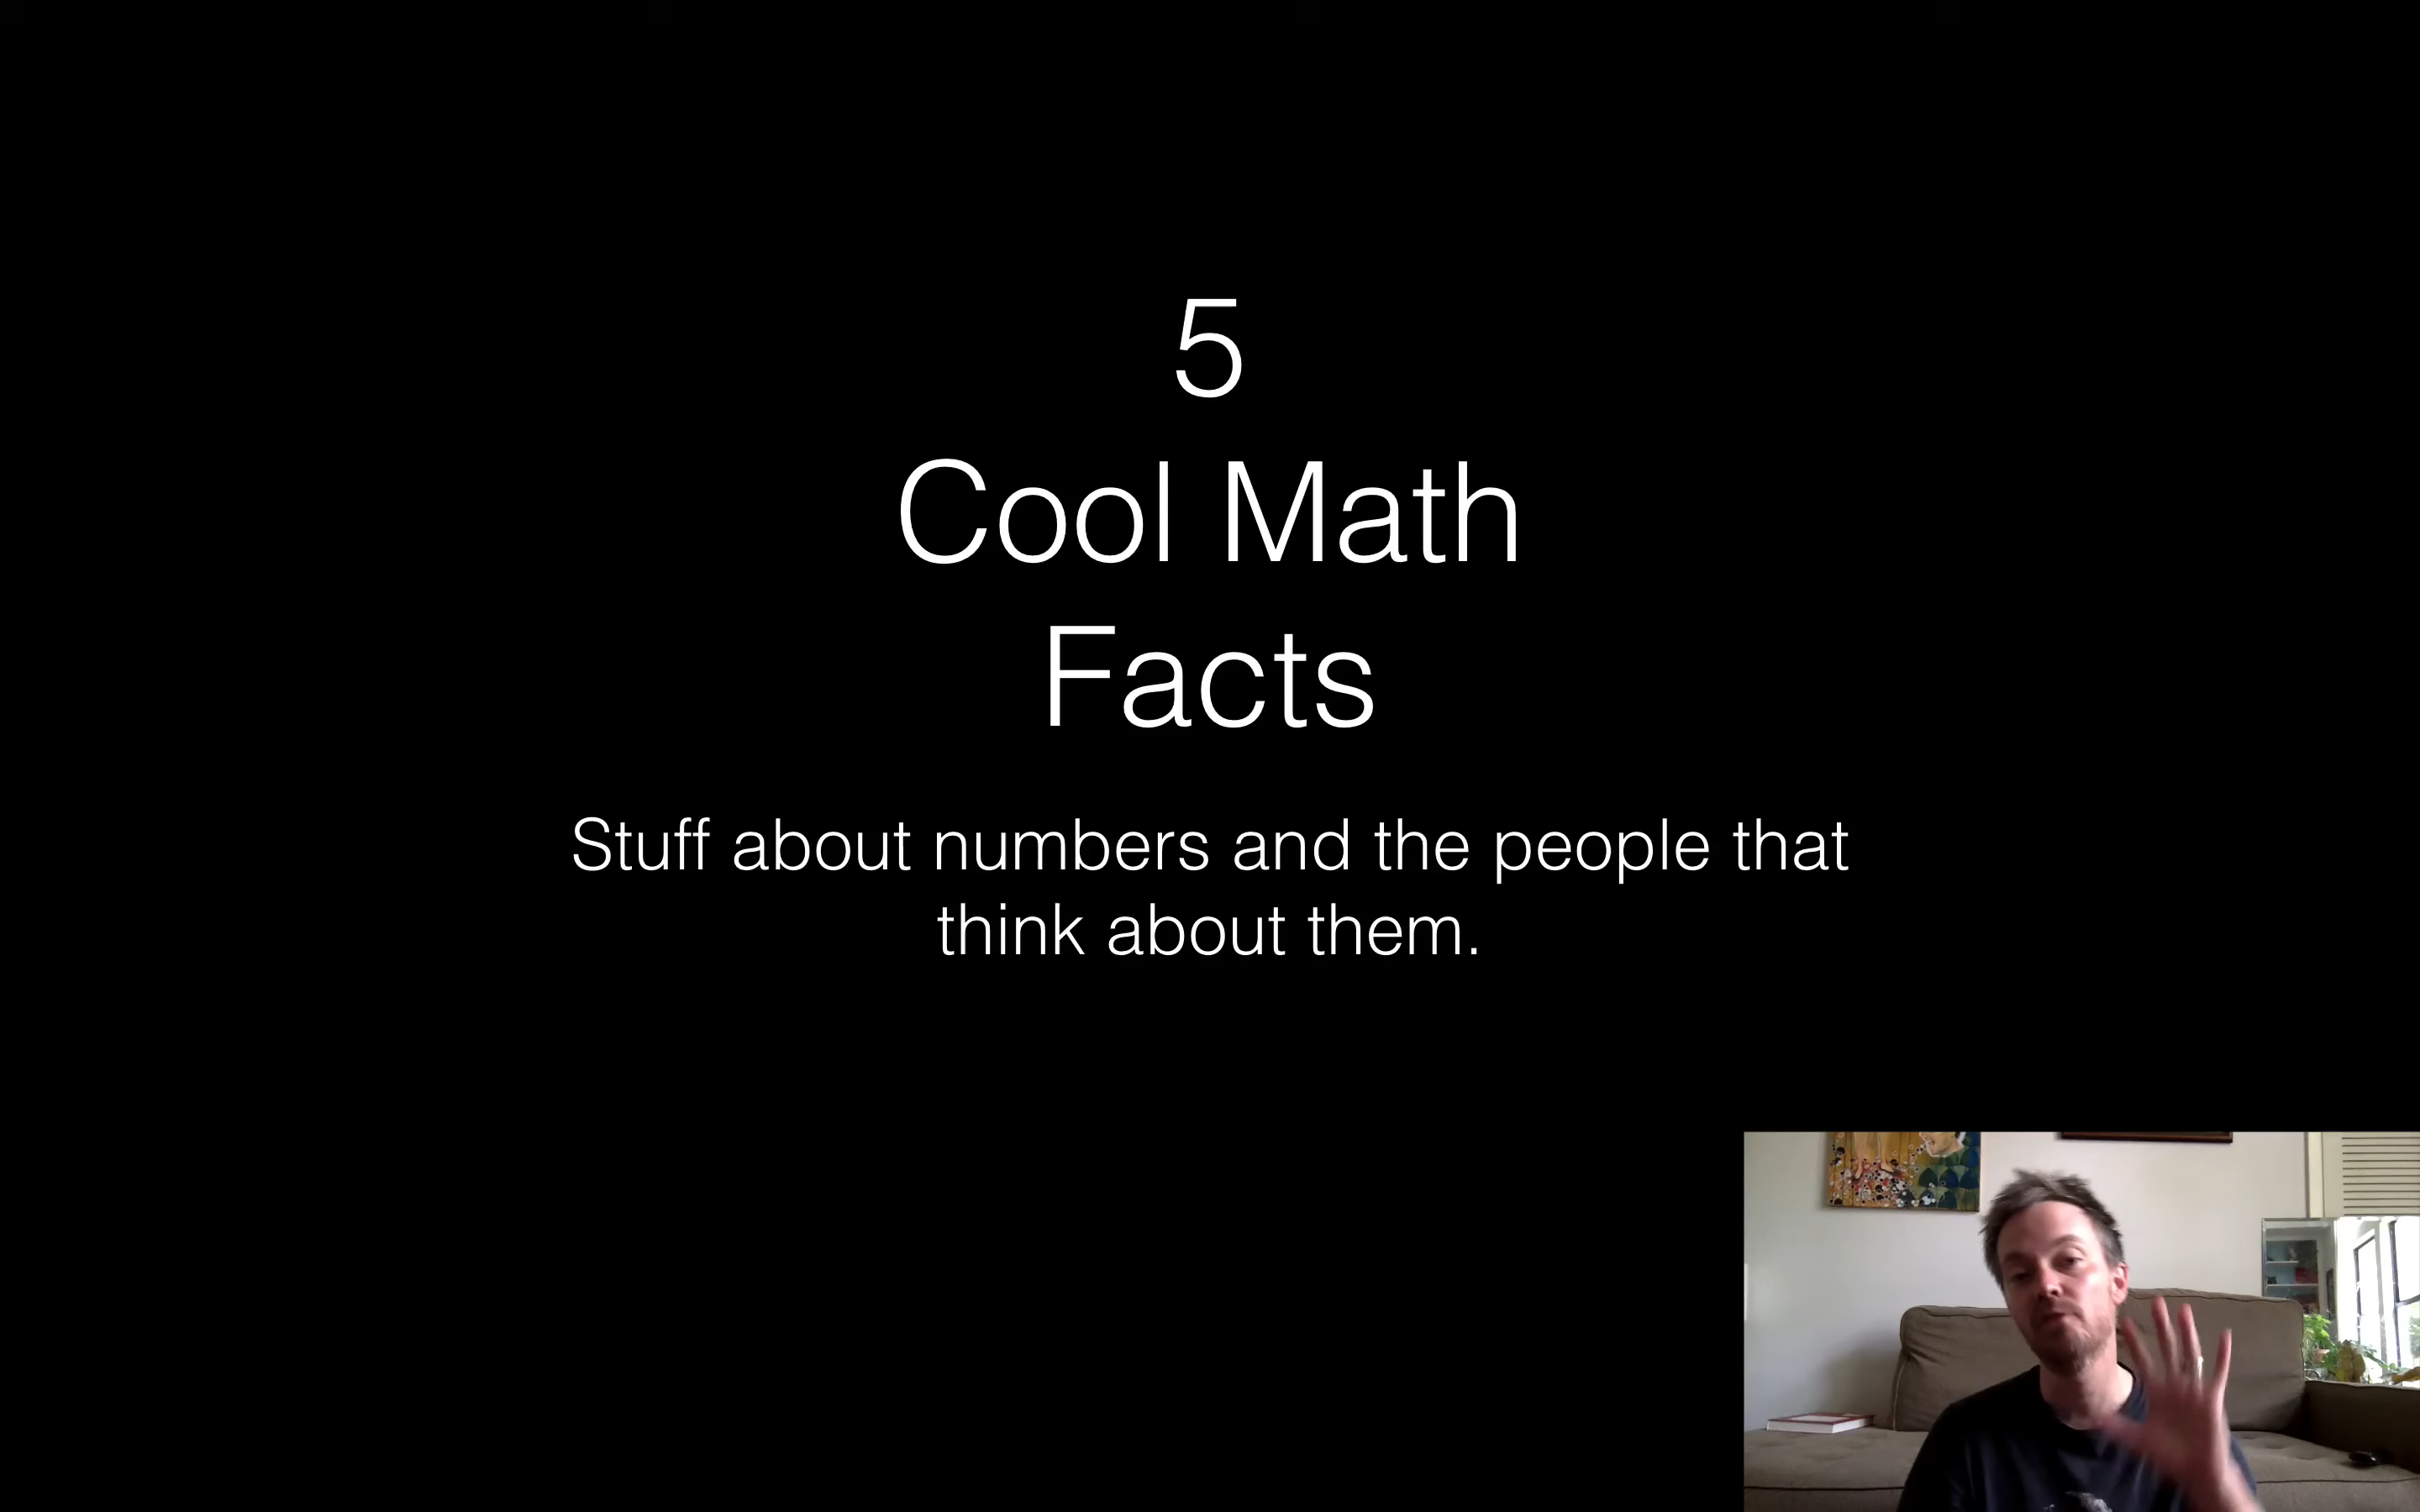 5
Cool Math
Facts
Stuff about numbers and the people that
think about them.